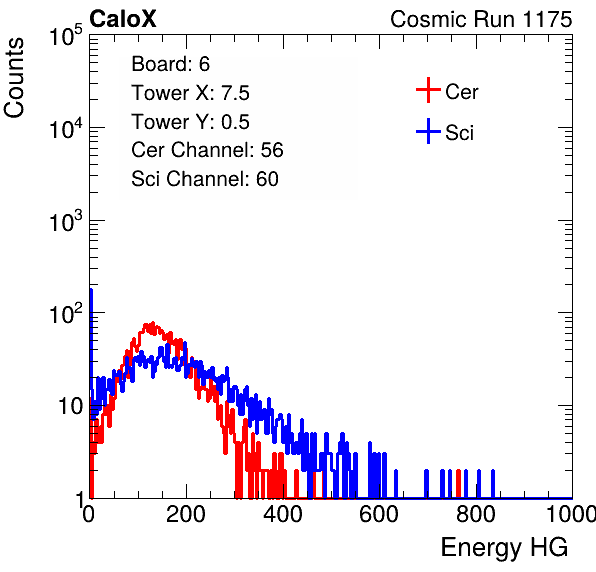 CaloX Cosmic Run 1175
Counts
10^5
10^4
10^3
10^2
10
1
Board: 6
Tower X: 7.5
Tower Y: 0.5
Cer Channel: 56
Sci Channel: 60
Cer
Sci
0 200 400 600 800 1000
Energy HG